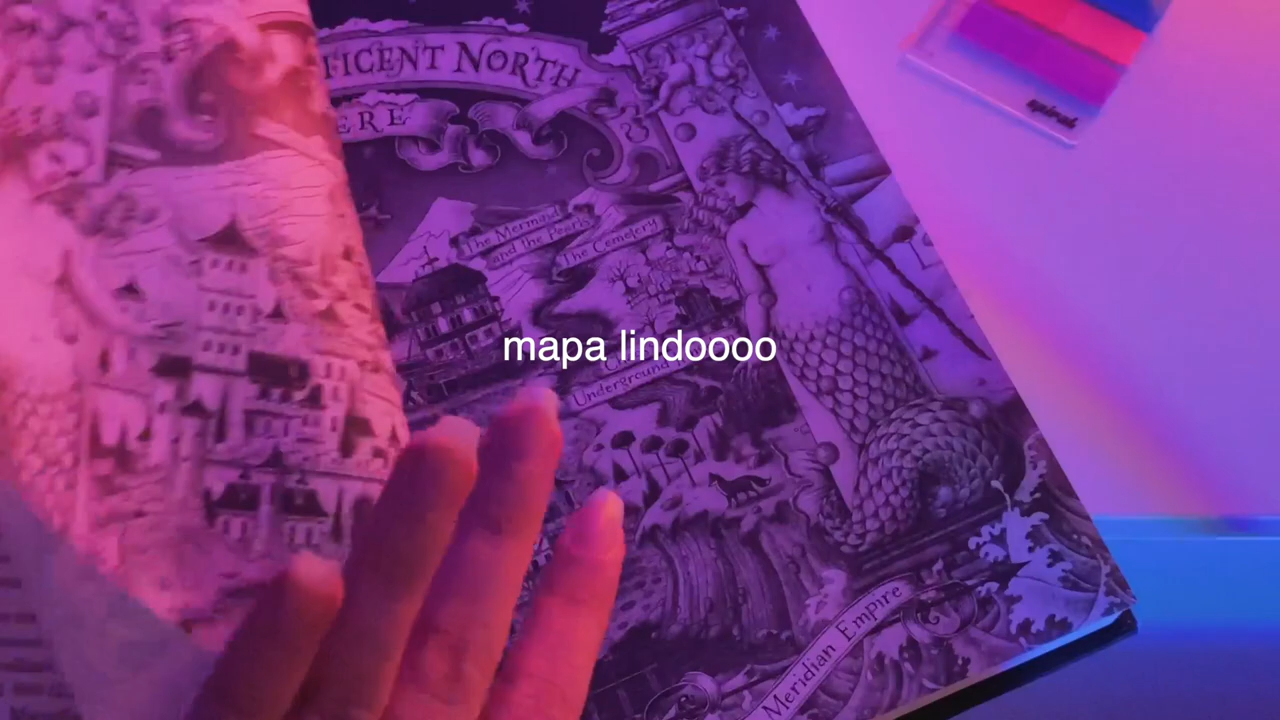 FICENT NORTH
ERE
The Mermaid
and the Pearls
The Cemetery
mapa lindoooo
Underground
Meridian Empire